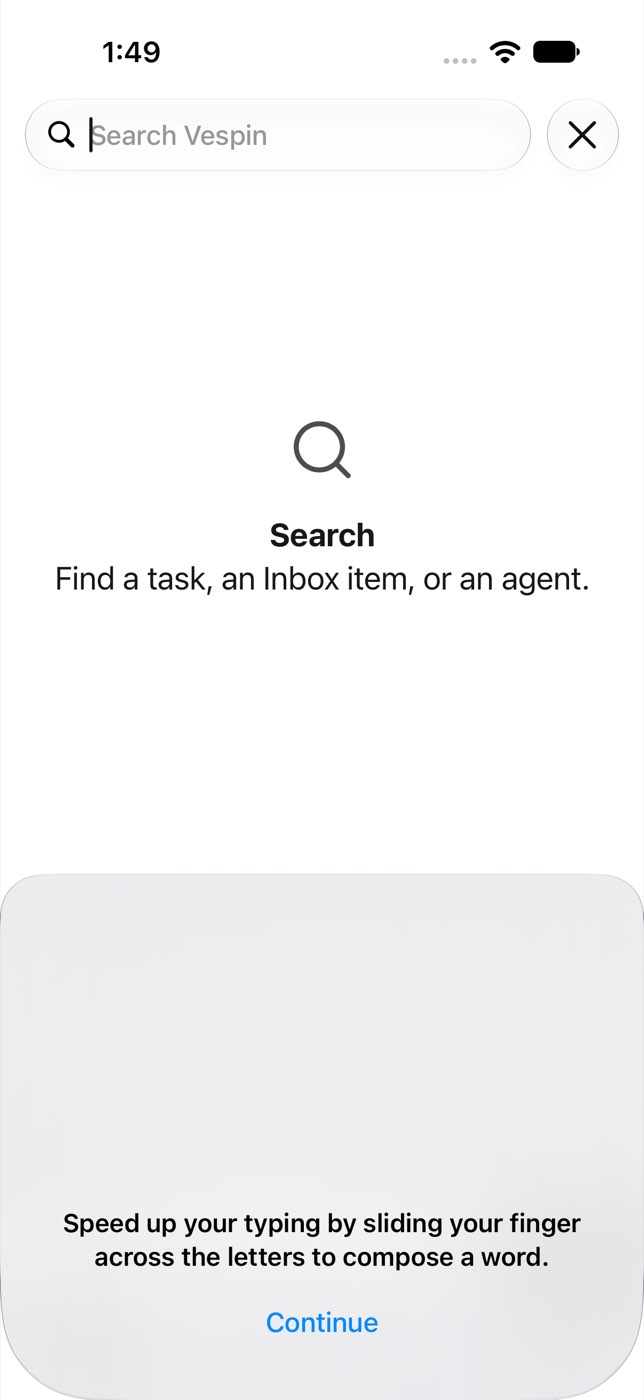 1:49
Search Vespin
Search
Find a task, an Inbox item, or an agent.
Speed up your typing by sliding your finger
across the letters to compose a word.
Continue